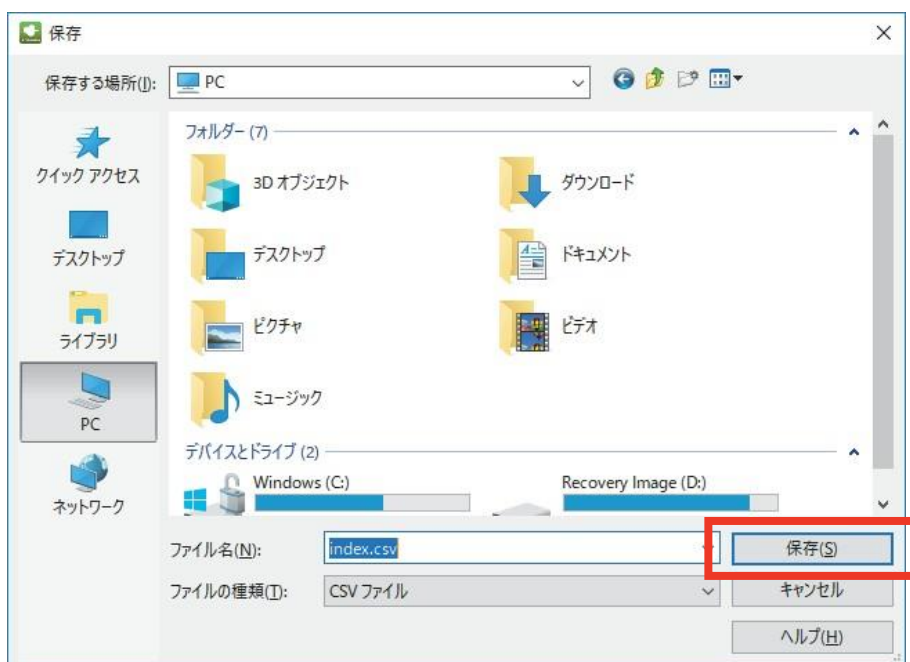 保存
保存する場所(I): PC
クイック アクセス
デスクトップ
ライブラリ
PC
ネットワーク
フォルダー (7)
3D オブジェクト
ダウンロード
デスクトップ
ドキュメント
ピクチャ
ビデオ
ミュージック
デバイスとドライブ (2)
Windows (C:)
Recovery Image (D:)
ファイル名(N): index.csv 保存(S)
ファイルの種類(T): CSV ファイル キャンセル
ヘルプ(H)